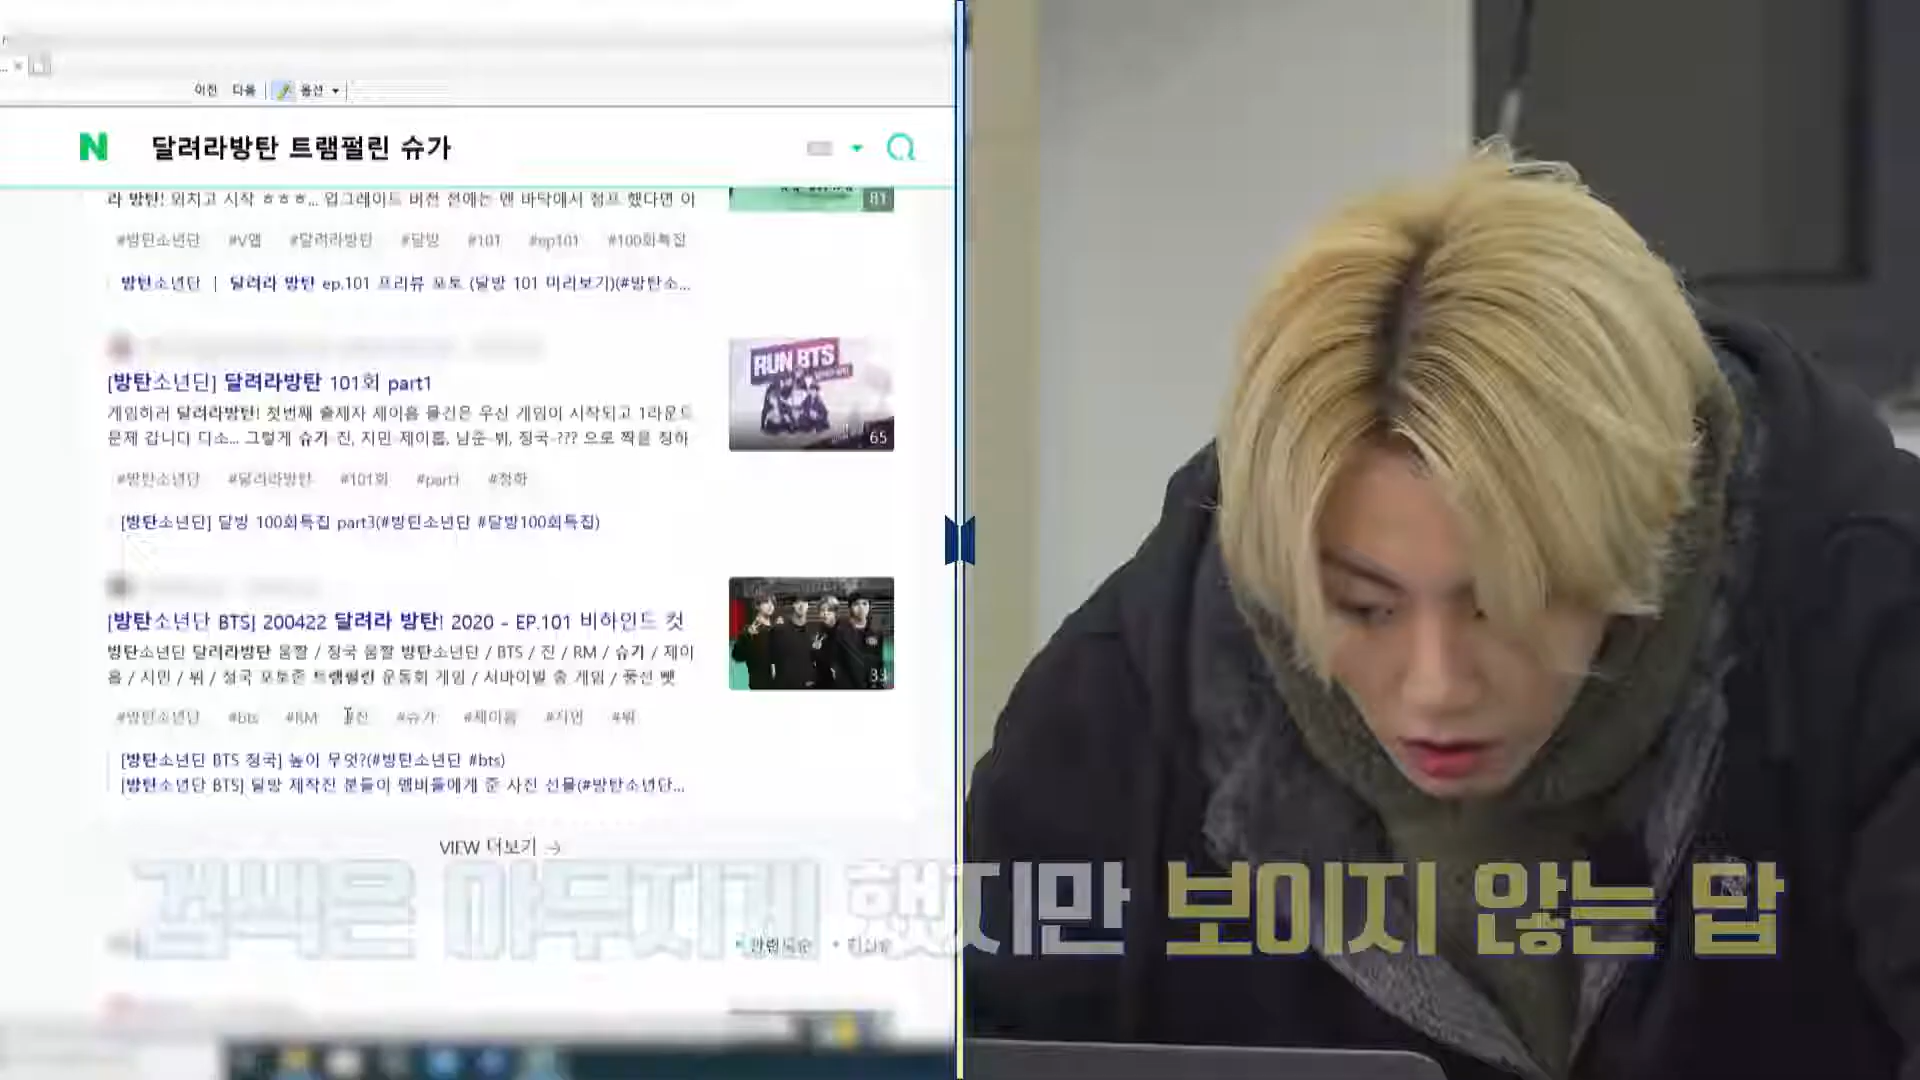 이전 다음 옵션
N 달려라방탄 트램펄린 슈가
라 방탄! 외치고 시작 ㅎㅎㅎ... 업그레이드 버전 전에는 맨 바닥에서 점프 했다면 이
81
#방탄소년단 #V앱 #달려라방탄 #달방 #101 #ep101 #100회특집
방탄소년단 | 달려라 방탄 ep.101 프리뷰 포토 (달방 101 미리보기)(#방탄소...
[방탄소년단] 달려라방탄 101회 part1
RUN BTS
게임하러 달려라방탄! 첫번째 출제자 제이홉 물건은 우산 게임이 시작되고 1라운드
문제 갑니다 다소... 그렇게 슈가 진, 지민 제이홉, 남준-뷔, 정국-??? 으로 짝을 정하
65
#방탄소년단 #달려라방탄 #101회 #part1 #정화
[방탄소년단] 달방 100회특집 part3(#방탄소년단 #달방100회특집)
[방탄소년단 BTS] 200422 달려라 방탄! 2020 - EP.101 비하인드 컷
방탄소년단 달려라방탄 움짤 / 정국 움짤 방탄소년단 / BTS / 진 / RM / 슈가 / 제이
홉 / 지민 / 뷔 / 정국 포토존 트램펄린 운동회 게임 / 서바이벌 줄 게임 / 풍선 뺏
33
#방탄소년단 #bts #RM #진 #슈가 #제이홉 #지민 #뷔
[방탄소년단 BTS 정국] 높이 무엇?(#방탄소년단 #bts)
[방탄소년단 BTS] 달방 제작진 분들이 멤버들에게 준 사진 선물(#방탄소년단...
VIEW 더보기 →
검색은 야무지게 했지만 보이지 않는 답
관련도순 최신순